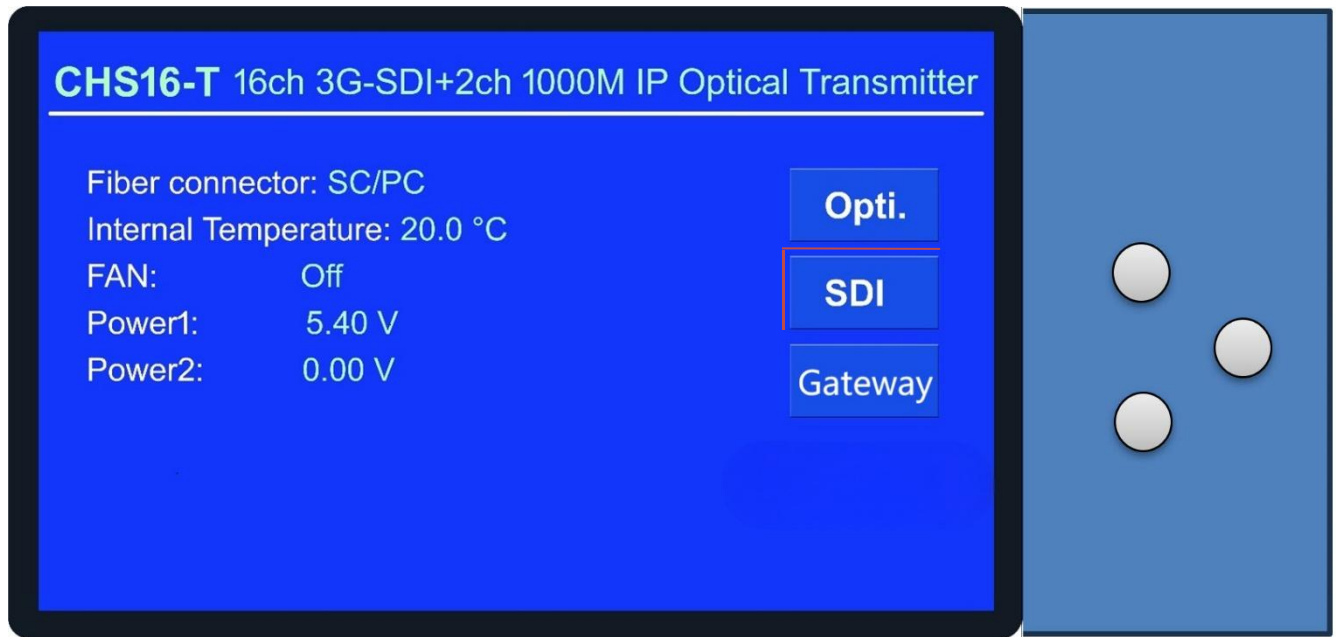 CHS16-T 16ch 3G-SDI+2ch 1000M IP Optical Transmitter
Fiber connector: SC/PC
Internal Temperature: 20.0 °C
FAN: Off
Power1: 5.40 V
Power2: 0.00 V
Opti.
SDI
Gateway